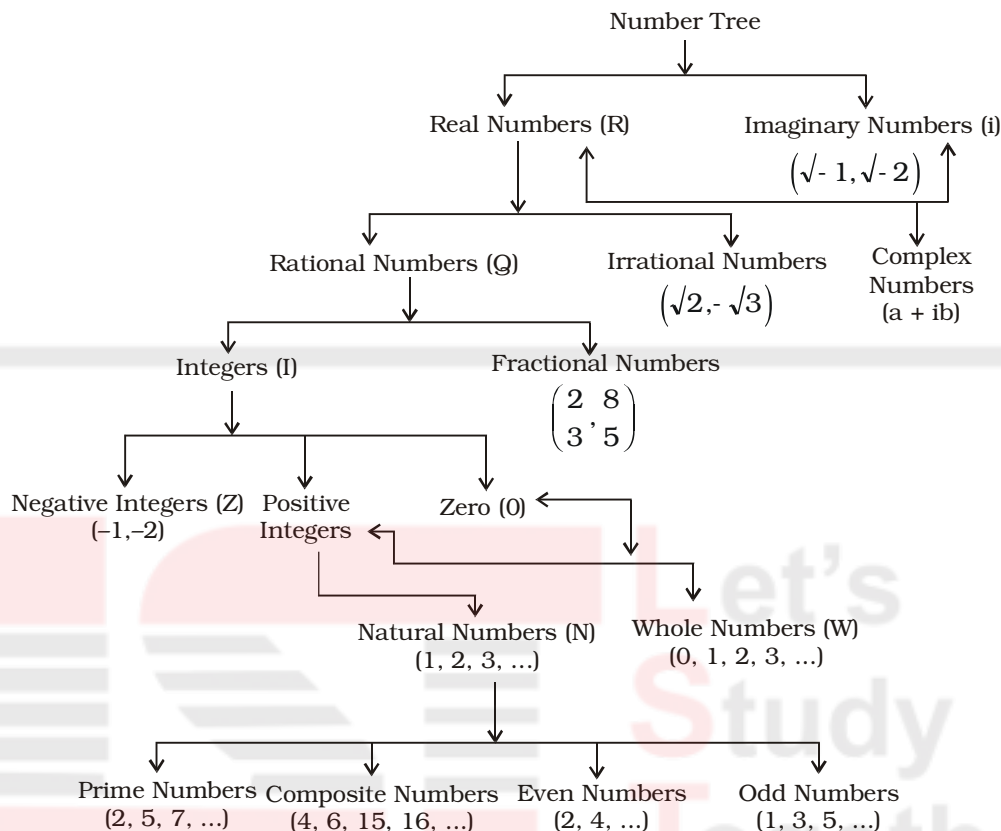 Number Tree
Real Numbers (R)
Imaginary Numbers (i)
(√- 1, √- 2)
Rational Numbers (Q)
Irrational Numbers
(√2, - √3)
Complex
Numbers
(a + ib)
Integers (I)
Fractional Numbers
(2 8
,
3 5)
Negative Integers (Z)
(–1,–2)
Positive
Integers
Zero (0)
Natural Numbers (N)
(1, 2, 3, ...)
Whole Numbers (W)
(0, 1, 2, 3, ...)
Prime Numbers
(2, 5, 7, ...)
Composite Numbers
(4, 6, 15, 16, ...)
Even Numbers
(2, 4, ...)
Odd Numbers
(1, 3, 5, ...)
Let's
Study